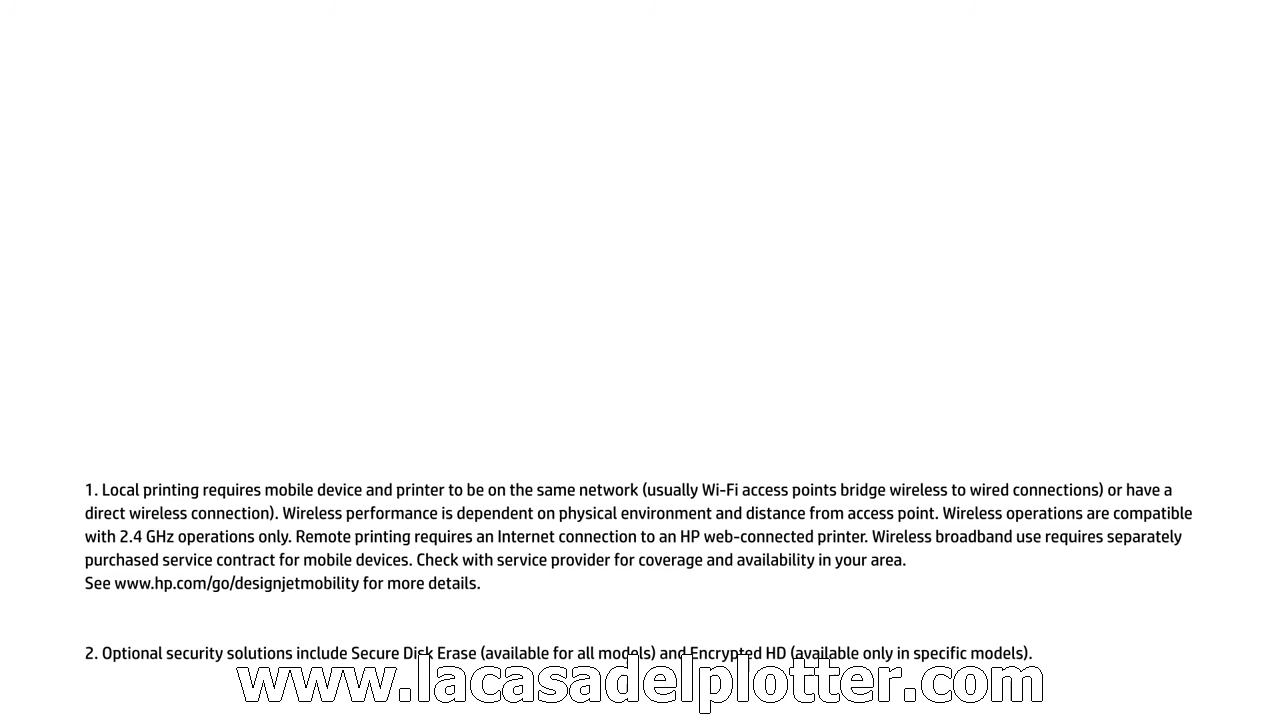 1. Local printing requires mobile device and printer to be on the same network (usually Wi-Fi access points bridge wireless to wired connections) or have a
direct wireless connection). Wireless performance is dependent on physical environment and distance from access point. Wireless operations are compatible
with 2.4 GHz operations only. Remote printing requires an Internet connection to an HP web-connected printer. Wireless broadband use requires separately
purchased service contract for mobile devices. Check with service provider for coverage and availability in your area.
See www.hp.com/go/designjetmobility for more details.
2. Optional security solutions include Secure Disk Erase (available for all models) and Encrypted HD (available only in specific models).
www.lacasadelplotter.com